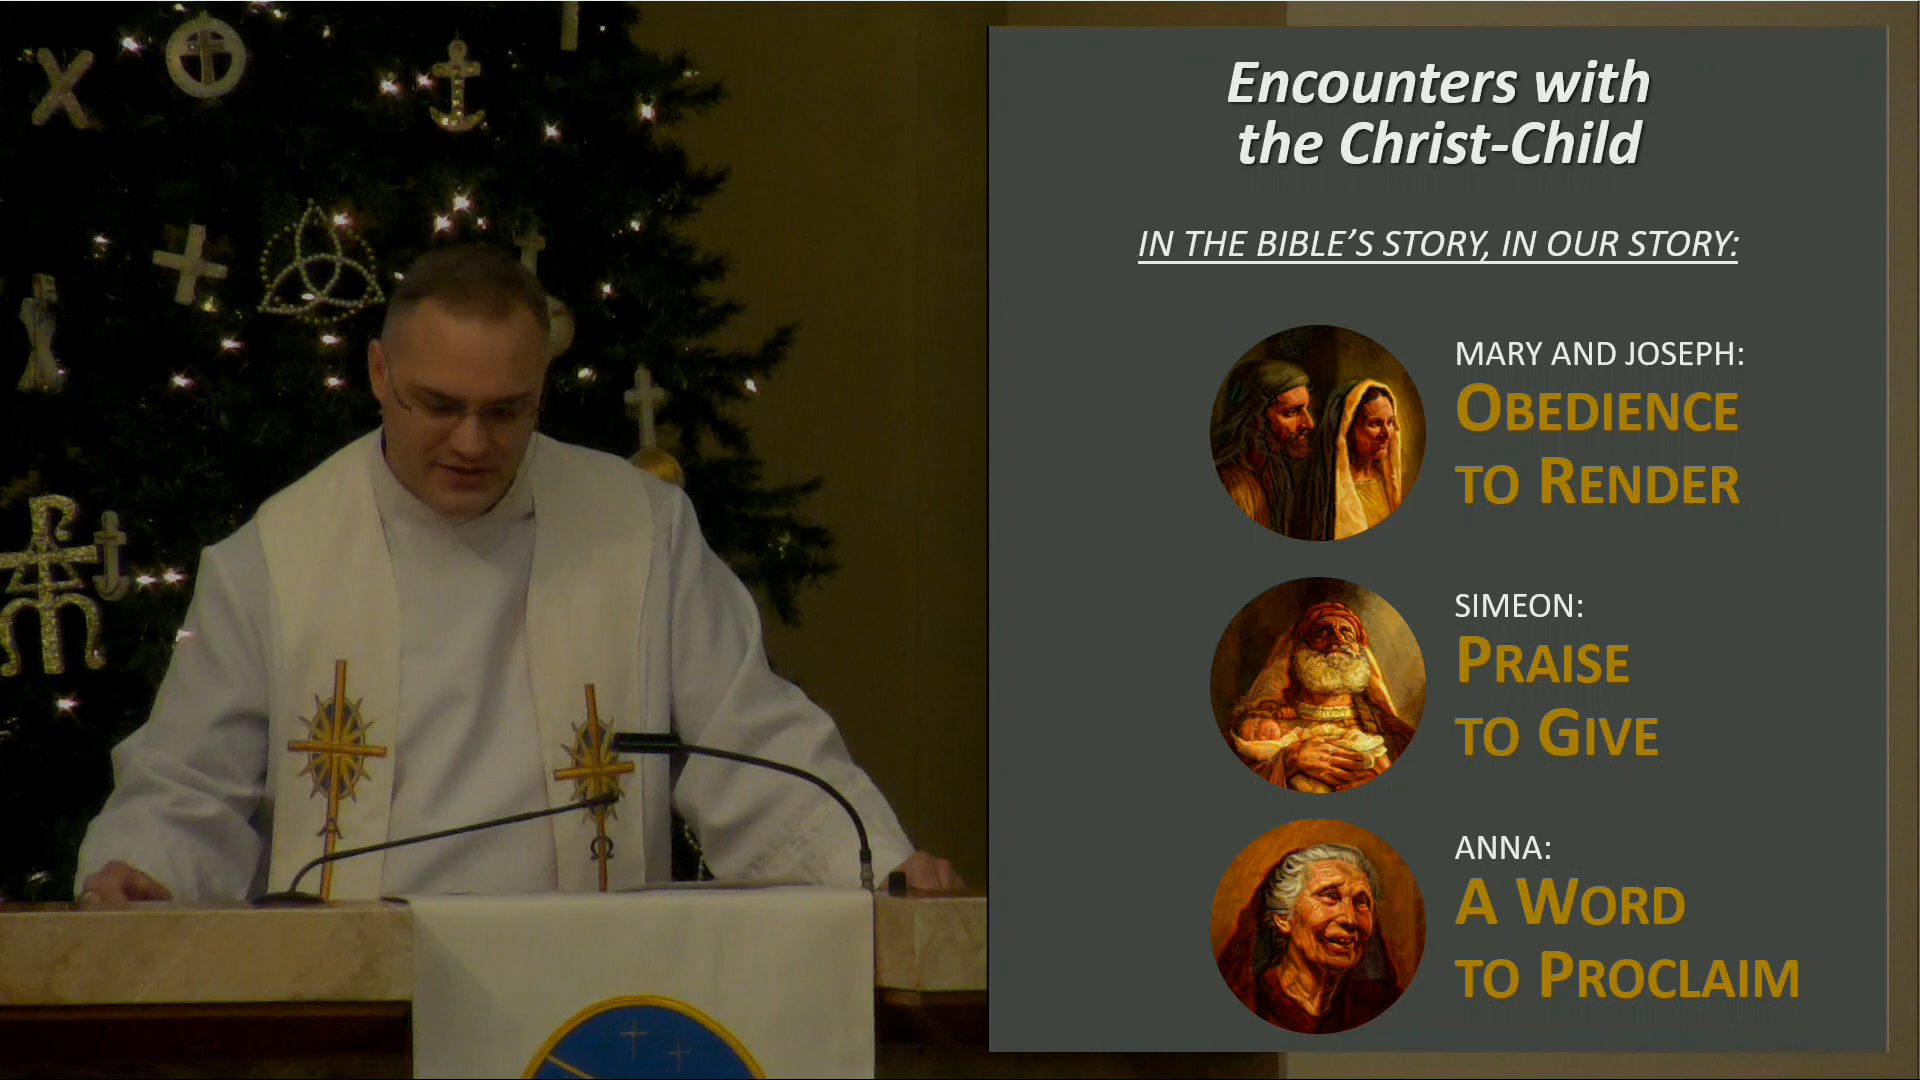 Encounters with
the Christ-Child
IN THE BIBLE'S STORY, IN OUR STORY:
MARY AND JOSEPH:
OBEDIENCE
TO RENDER
SIMEON:
PRAISE
TO GIVE
ANNA:
A WORD
TO PROCLAIM